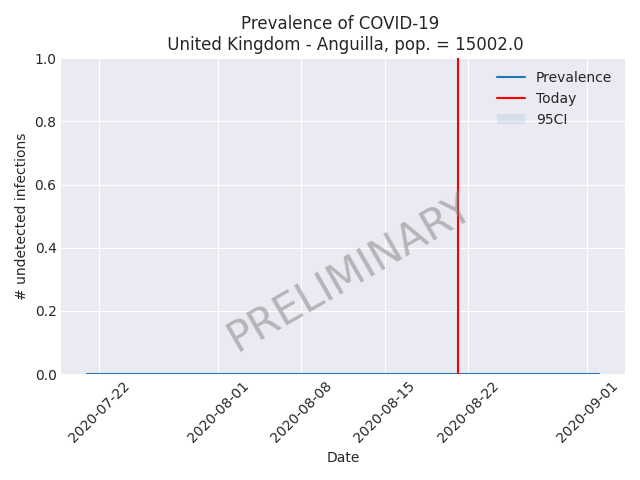 Prevalence of COVID-19
United Kingdom - Anguilla, pop. = 15002.0
1.0
0.8
0.6
0.4
0.2
0.0
# undetected infections
Prevalence
Today
95CI
PRELIMINARY
2020-07-22
2020-08-01
2020-08-08
2020-08-15
2020-08-22
2020-09-01
Date